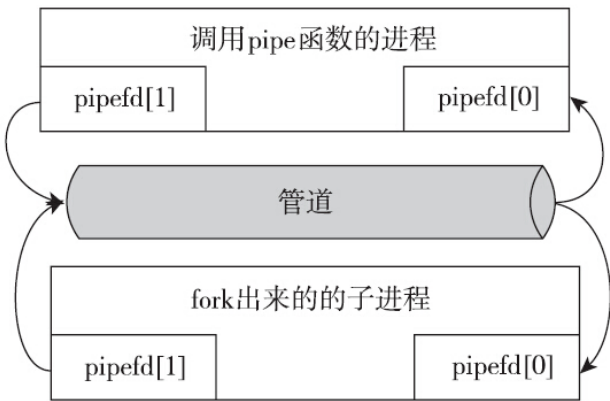 调用pipe函数的进程
pipefd[1]
pipefd[0]
管道
fork出来的的子进程
pipefd[1]
pipefd[0]